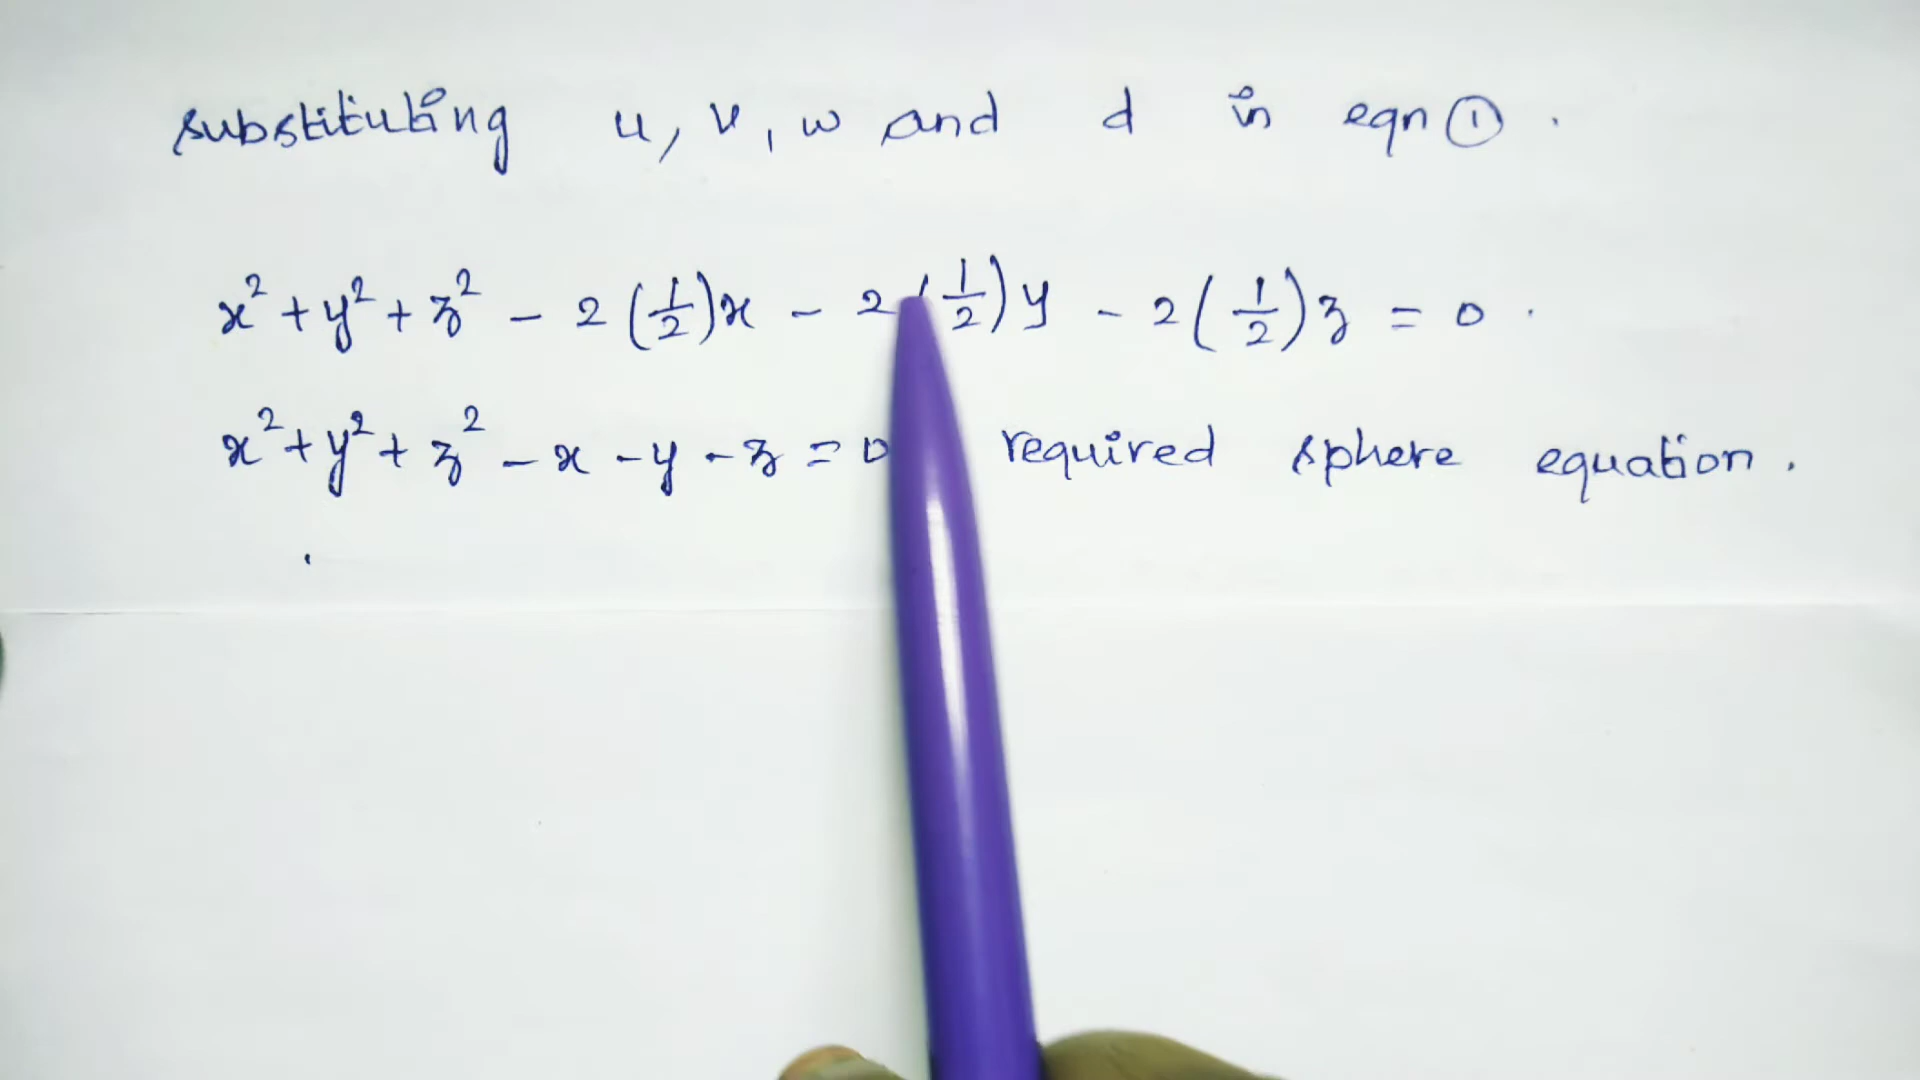 substituting u, v, w and d in eqn ①.
x² + y² + z² - 2(1/2)x - 2(1/2)y - 2(1/2)z = 0.
x² + y² + z² - x - y - z = 0 required sphere equation.